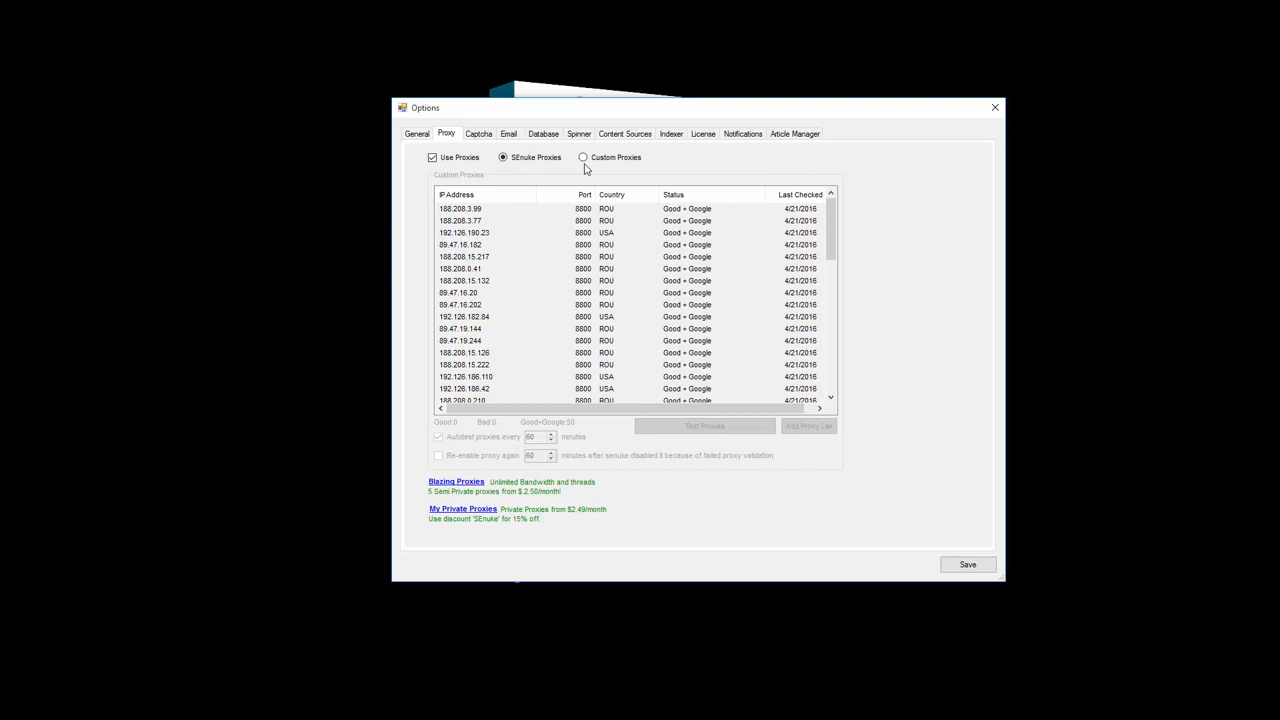 Options
General Proxy Captcha Email Database Spinner Content Sources Indexer License Notifications Article Manager
Use Proxies SEnuke Proxies Custom Proxies
Custom Proxies
IP Address Port Country Status Last Checked
188.208.3.99 8800 ROU Good + Google 4/21/2016
188.208.3.77 8800 ROU Good + Google 4/21/2016
192.126.190.23 8800 USA Good + Google 4/21/2016
89.47.16.182 8800 ROU Good + Google 4/21/2016
188.208.15.217 8800 ROU Good + Google 4/21/2016
188.208.0.41 8800 ROU Good + Google 4/21/2016
188.208.15.132 8800 ROU Good + Google 4/21/2016
89.47.16.20 8800 ROU Good + Google 4/21/2016
89.47.16.202 8800 ROU Good + Google 4/21/2016
192.126.182.84 8800 USA Good + Google 4/21/2016
89.47.19.144 8800 ROU Good + Google 4/21/2016
89.47.19.244 8800 ROU Good + Google 4/21/2016
188.208.15.126 8800 ROU Good + Google 4/21/2016
188.208.15.222 8800 ROU Good + Google 4/21/2016
192.126.186.110 8800 USA Good + Google 4/21/2016
192.126.186.42 8800 USA Good + Google 4/21/2016
188.208.0.210 8800 ROU Good + Google 4/21/2016
Good:0 Bad:0 Good+Google:50 Test Proxies Add Proxy List
Autotest proxies every 60 minutes
Re-enable proxy again 60 minutes after senuke disabled it because of failed proxy validation
Blazing Proxies Unlimited Bandwidth and threads
5 Semi Private proxies from $.2.50/month!
My Private Proxies Private Proxies from $2.49/month
Use discount 'SEnuke' for 15% off.
Save